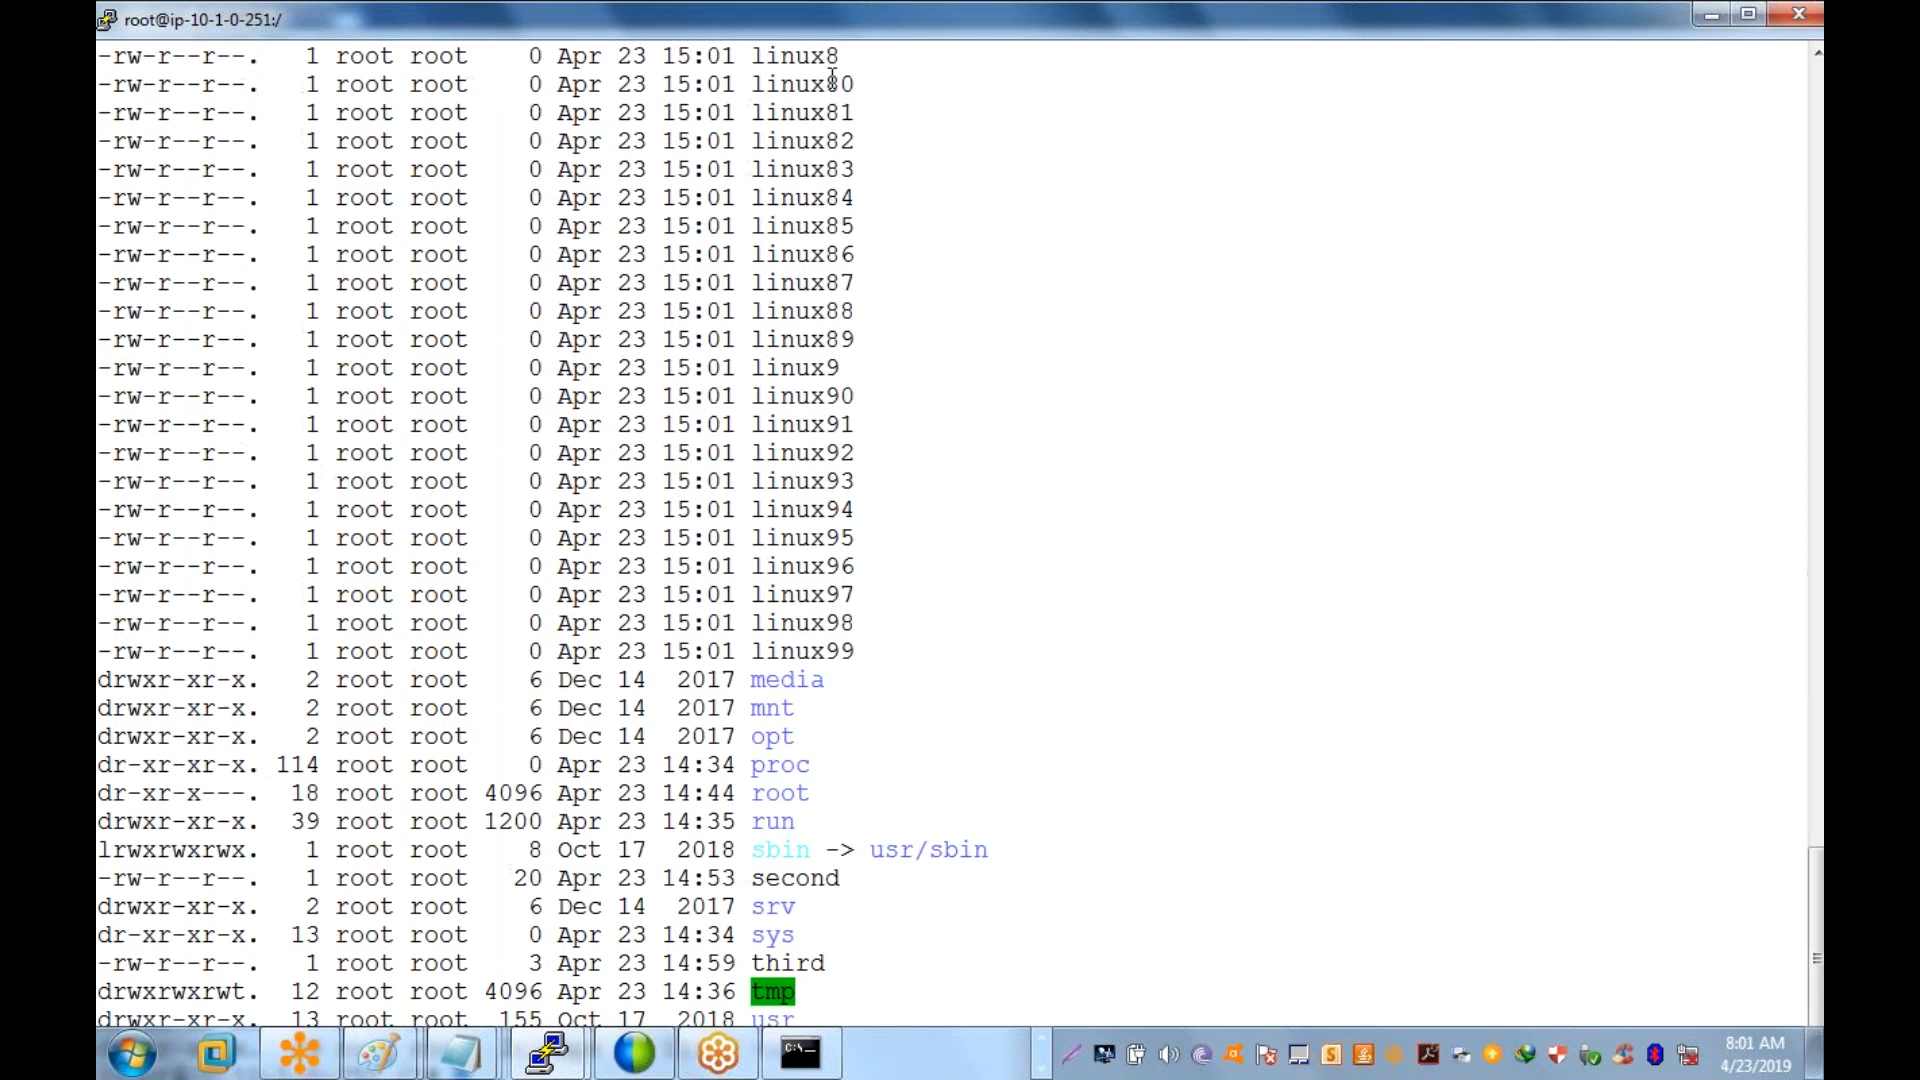 root@ip-10-1-0-251:/
-rw-r--r--. 1 root root 0 Apr 23 15:01 linux8
-rw-r--r--. 1 root root 0 Apr 23 15:01 linux80
-rw-r--r--. 1 root root 0 Apr 23 15:01 linux81
-rw-r--r--. 1 root root 0 Apr 23 15:01 linux82
-rw-r--r--. 1 root root 0 Apr 23 15:01 linux83
-rw-r--r--. 1 root root 0 Apr 23 15:01 linux84
-rw-r--r--. 1 root root 0 Apr 23 15:01 linux85
-rw-r--r--. 1 root root 0 Apr 23 15:01 linux86
-rw-r--r--. 1 root root 0 Apr 23 15:01 linux87
-rw-r--r--. 1 root root 0 Apr 23 15:01 linux88
-rw-r--r--. 1 root root 0 Apr 23 15:01 linux89
-rw-r--r--. 1 root root 0 Apr 23 15:01 linux9
-rw-r--r--. 1 root root 0 Apr 23 15:01 linux90
-rw-r--r--. 1 root root 0 Apr 23 15:01 linux91
-rw-r--r--. 1 root root 0 Apr 23 15:01 linux92
-rw-r--r--. 1 root root 0 Apr 23 15:01 linux93
-rw-r--r--. 1 root root 0 Apr 23 15:01 linux94
-rw-r--r--. 1 root root 0 Apr 23 15:01 linux95
-rw-r--r--. 1 root root 0 Apr 23 15:01 linux96
-rw-r--r--. 1 root root 0 Apr 23 15:01 linux97
-rw-r--r--. 1 root root 0 Apr 23 15:01 linux98
-rw-r--r--. 1 root root 0 Apr 23 15:01 linux99
drwxr-xr-x. 2 root root 6 Dec 14 2017 media
drwxr-xr-x. 2 root root 6 Dec 14 2017 mnt
drwxr-xr-x. 2 root root 6 Dec 14 2017 opt
dr-xr-xr-x. 114 root root 0 Apr 23 14:34 proc
dr-xr-x---. 18 root root 4096 Apr 23 14:44 root
drwxr-xr-x. 39 root root 1200 Apr 23 14:35 run
lrwxrwxrwx. 1 root root 8 Oct 17 2018 sbin -> usr/sbin
-rw-r--r--. 1 root root 20 Apr 23 14:53 second
drwxr-xr-x. 2 root root 6 Dec 14 2017 srv
dr-xr-xr-x. 13 root root 0 Apr 23 14:34 sys
-rw-r--r--. 1 root root 3 Apr 23 14:59 third
drwxrwxrwt. 12 root root 4096 Apr 23 14:36 tmp
drwxr-xr-x. 13 root root 155 Oct 17 2018 usr
C:\_
8:01 AM
4/23/2019